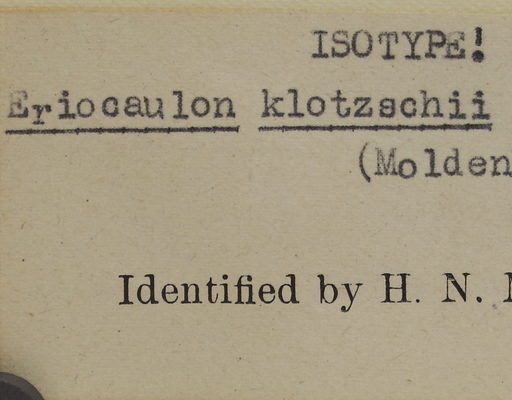 ISOTYPE!
Eriocaulon klotzschii
(Molden
Identified by H. N.